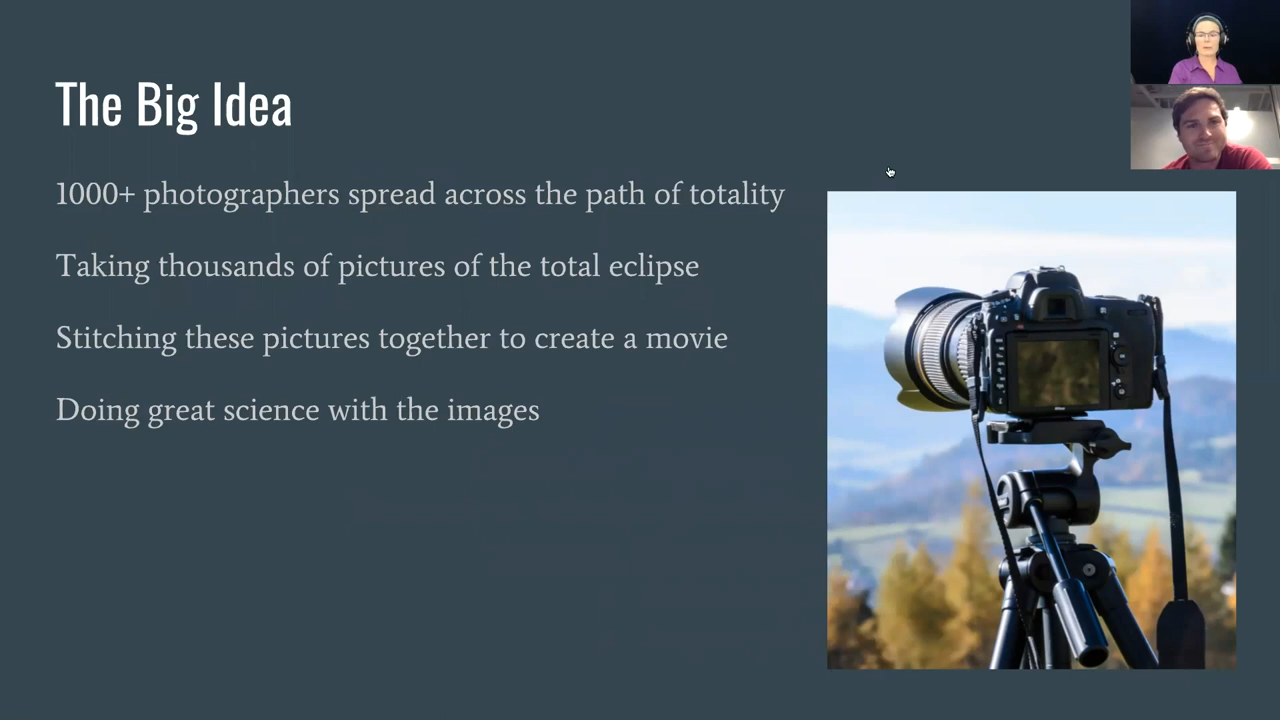 The Big Idea
1000+ photographers spread across the path of totality
Taking thousands of pictures of the total eclipse
Stitching these pictures together to create a movie
Doing great science with the images